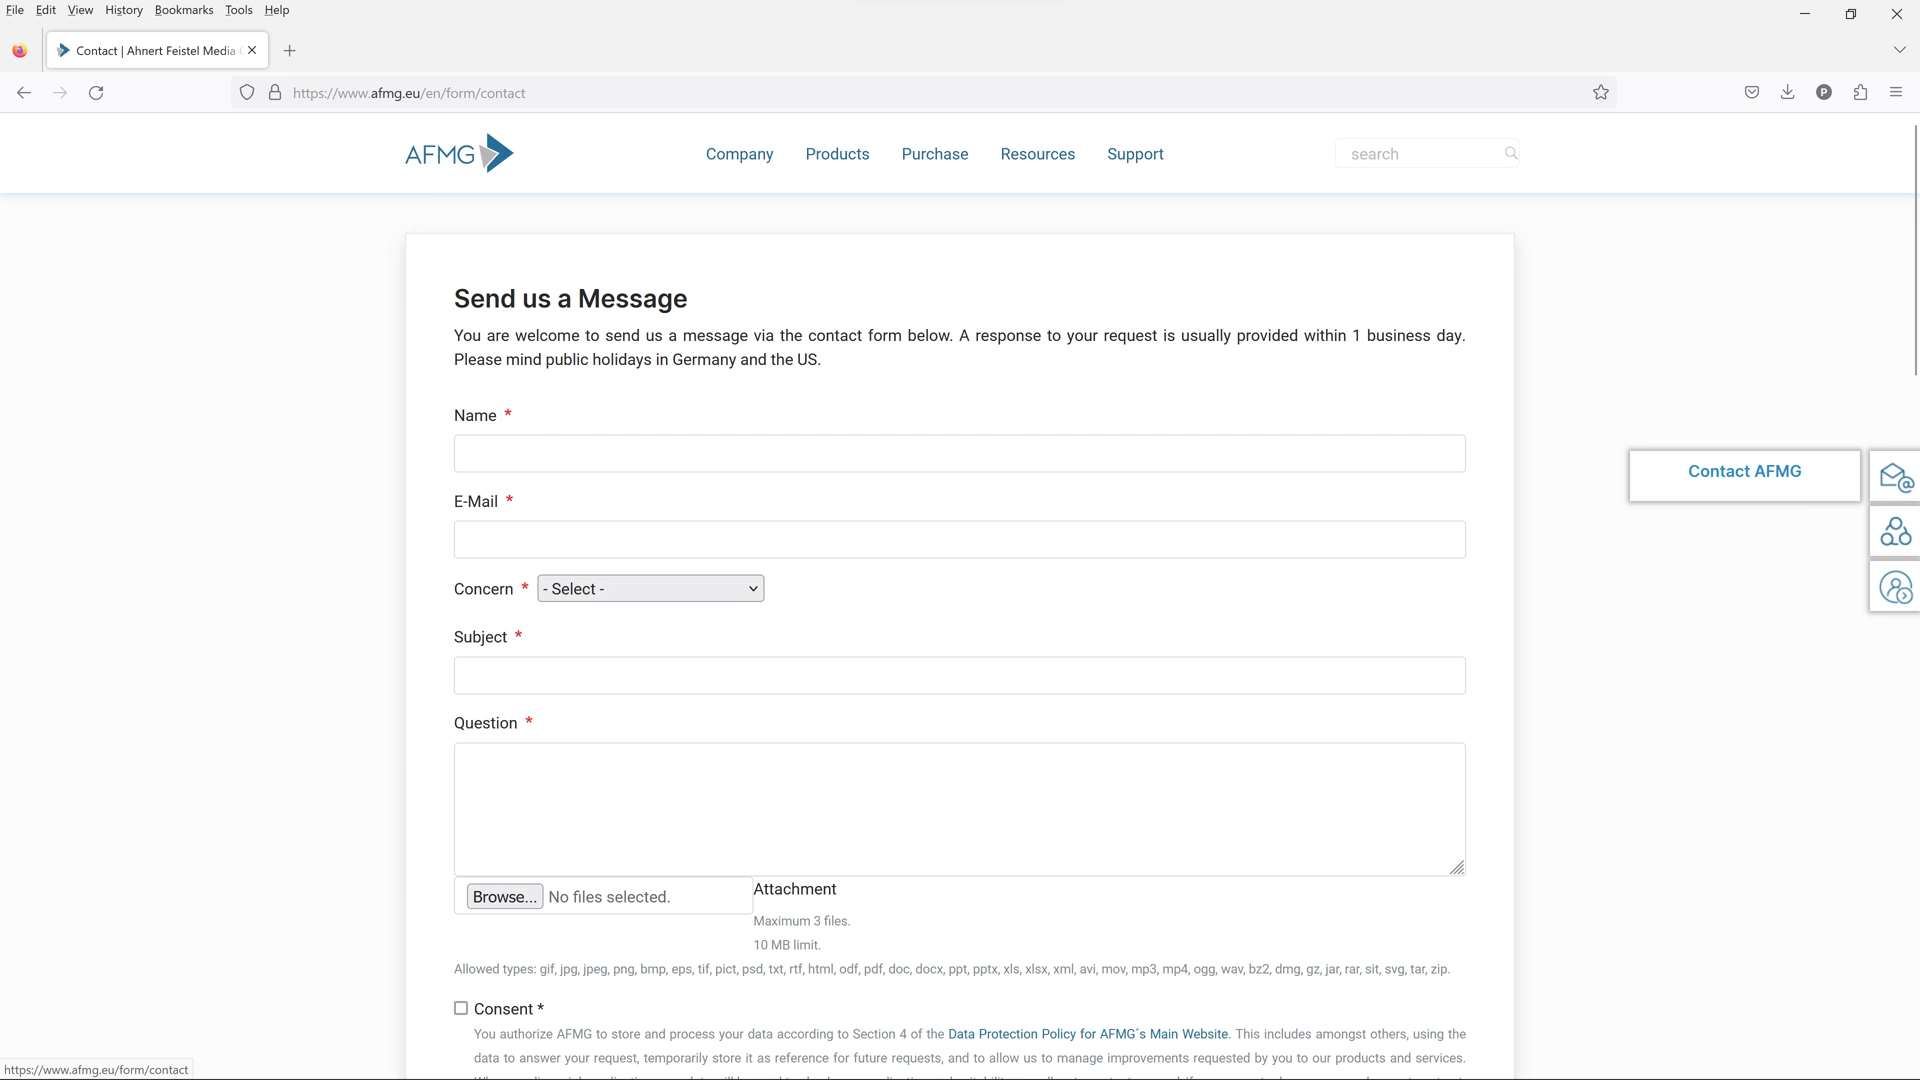 File Edit View History Bookmarks Tools Help
Contact | Ahnert Feistel Media
https://www.afmg.eu/en/form/contact
P
AFMG
Company Products Purchase Resources Support
search
Send us a Message
You are welcome to send us a message via the contact form below. A response to your request is usually provided within 1 business day.
Please mind public holidays in Germany and the US.
Name *
E-Mail *
Concern * - Select -
Subject *
Question *
Browse... No files selected.
Attachment
Maximum 3 files.
10 MB limit.
Allowed types: gif, jpg, jpeg, png, bmp, eps, tif, pict, psd, txt, rtf, html, odf, pdf, doc, docx, ppt, pptx, xls, xlsx, xml, avi, mov, mp3, mp4, ogg, wav, bz2, dmg, gz, jar, rar, sit, svg, tar, zip.
Consent *
You authorize AFMG to store and process your data according to Section 4 of the Data Protection Policy for AFMG´s Main Website. This includes amongst others, using the
data to answer your request, temporarily store it as reference for future requests, and to allow us to manage improvements requested by you to our products and services.
Contact AFMG
https://www.afmg.eu/form/contact